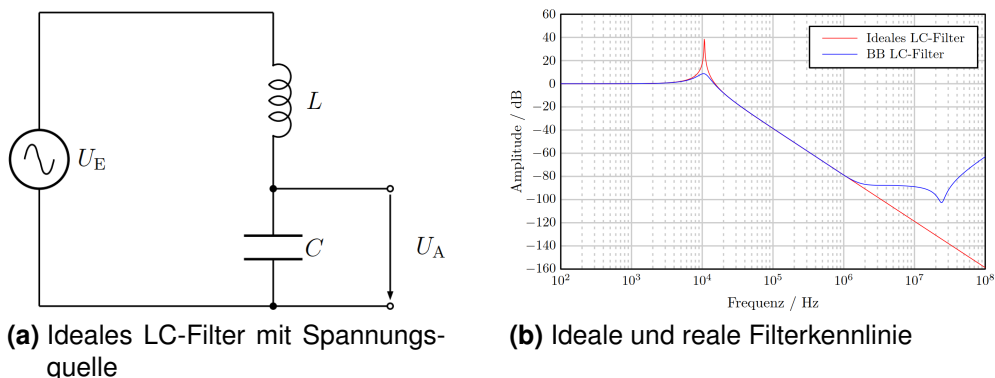 U_E
L
C
U_A
(a) Ideales LC-Filter mit Spannungs-
quelle
60
40
20
0
−20
−40
−60
−80
−100
−120
−140
−160
Amplitude / dB
Ideales LC-Filter
BB LC-Filter
10^2 10^3 10^4 10^5 10^6 10^7 10^8
Frequenz / Hz
(b) Ideale und reale Filterkennlinie